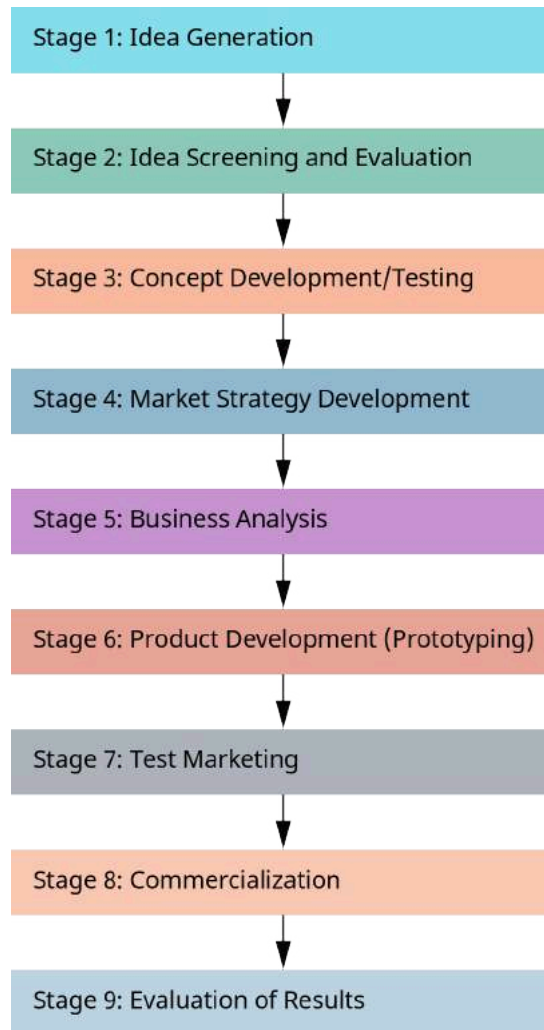 Stage 1: Idea Generation
Stage 2: Idea Screening and Evaluation
Stage 3: Concept Development/Testing
Stage 4: Market Strategy Development
Stage 5: Business Analysis
Stage 6: Product Development (Prototyping)
Stage 7: Test Marketing
Stage 8: Commercialization
Stage 9: Evaluation of Results